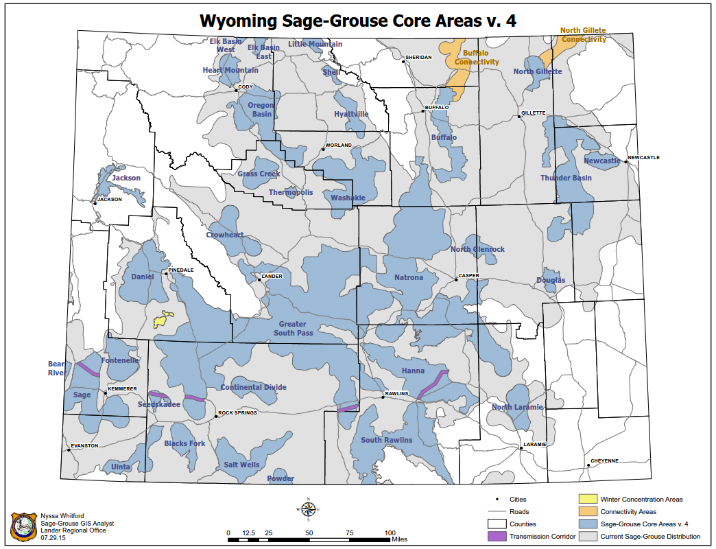 Wyoming Sage-Grouse Core Areas v. 4
Elk Basin
West
Elk Basin
East
Little Mountain
North Gillete
Connectivity
SHERIDAN
Buffalo
Connectivity
Heart Mountain
Shell
North Gillette
CODY
Oregon
Basin
Hyattville
BUFFALO
GILLETTE
Buffalo
WORLAND
Newcastle
NEWCASTLE
Jackson
Grass Creek
Thermopolis
Washakie
Thunder Basin
JACKSON
Crowheart
North Glenrock
PINEDALE
Daniel
LANDER
Natrona
CASPER
Douglas
Greater
South Pass
Bear
River
Fontenelle
Hanna
KEMMERER
Sage
Continental Divide
Seedskadee
RAWLINS
North Laramie
ROCK SPRINGS
EVANSTON
Blacks Fork
South Rawlins
LARAMIE
Uinta
Salt Wells
CHEYENNE
Powder
Nyssa Whitford
Sage-Grouse GIS Analyst
Lander Regional Office
07.29.15
0 12.5 25 50 75 100
Miles
Cities
Roads
Counties
Transmission Corridor
Winter Concentration Areas
Connectivity Areas
Sage-Grouse Core Areas v. 4
Current Sage-Grouse Distribution